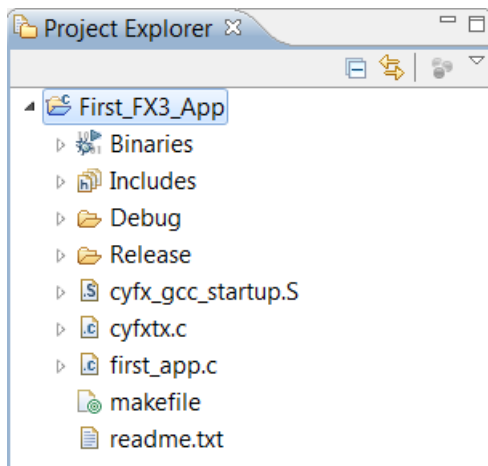 Project Explorer
First_FX3_App
Binaries
Includes
Debug
Release
cyfx_gcc_startup.S
cyfxtx.c
first_app.c
makefile
readme.txt